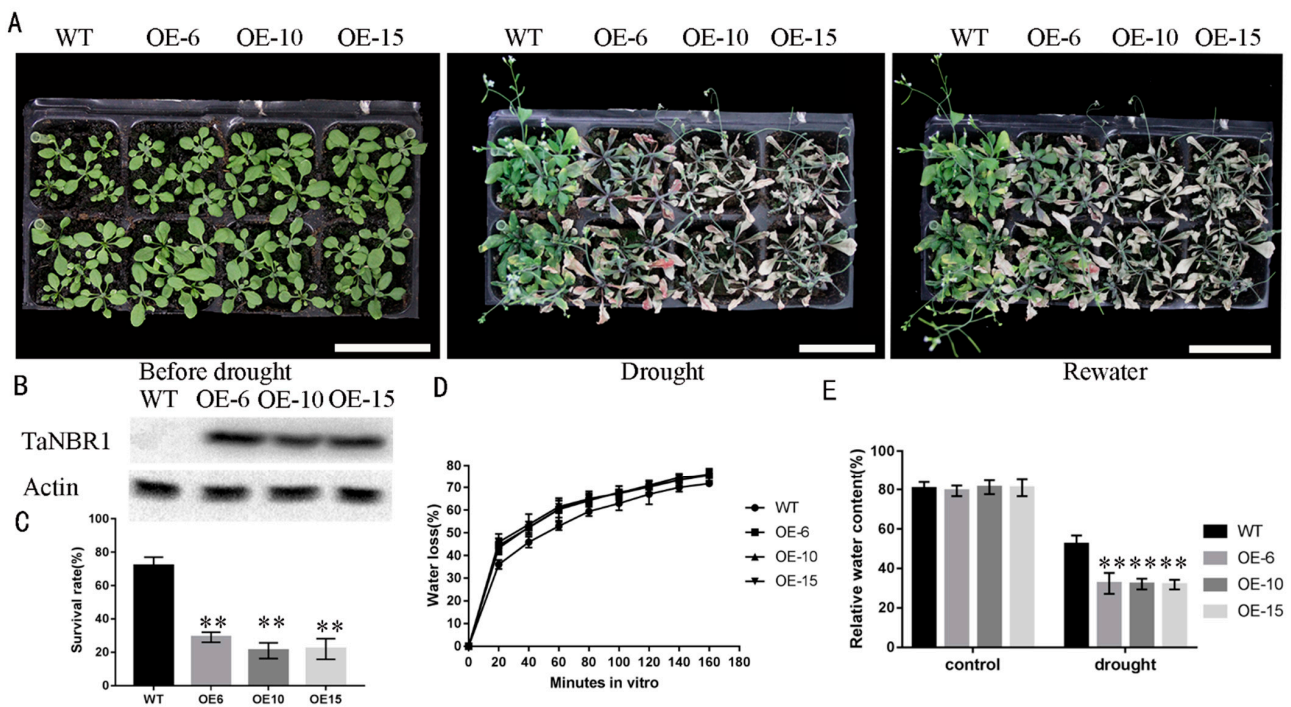 A
WT OE-6 OE-10 OE-15
WT OE-6 OE-10 OE-15
WT OE-6 OE-10 OE-15
Before drought
Drought
Rewater
B
WT OE-6 OE-10 OE-15
TaNBR1
Actin
C
Survival rate(%)
100
80
60
40
20
0
** ** **
WT OE6 OE10 OE15
D
Water loss(%)
80
70
60
50
40
30
20
10
0
0 20 40 60 80 100 120 140 160 180
Minutes in vitro
WT
OE-6
OE-10
OE-15
E
Relative water content(%)
100
80
60
40
20
0
******
control drought
WT
OE-6
OE-10
OE-15